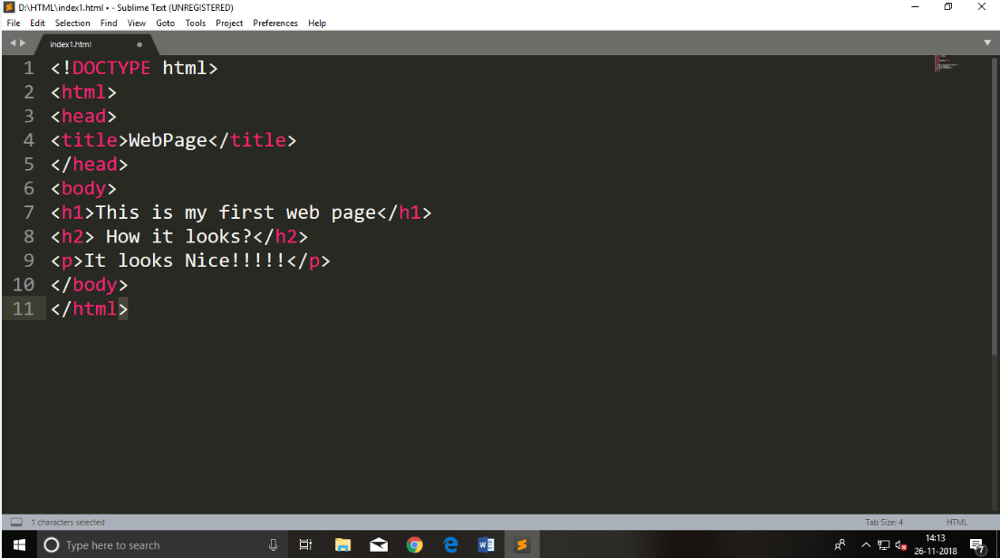 D:\HTML\index1.html • - Sublime Text (UNREGISTERED)
File Edit Selection Find View Goto Tools Project Preferences Help
index1.html
1 <!DOCTYPE html>
2 <html>
3 <head>
4 <title>WebPage</title>
5 </head>
6 <body>
7 <h1>This is my first web page</h1>
8 <h2> How it looks?</h2>
9 <p>It looks Nice!!!!!</p>
10 </body>
11 </html>
1 characters selected Tab Size: 4 HTML
Type here to search 14:13
26-11-2018 7